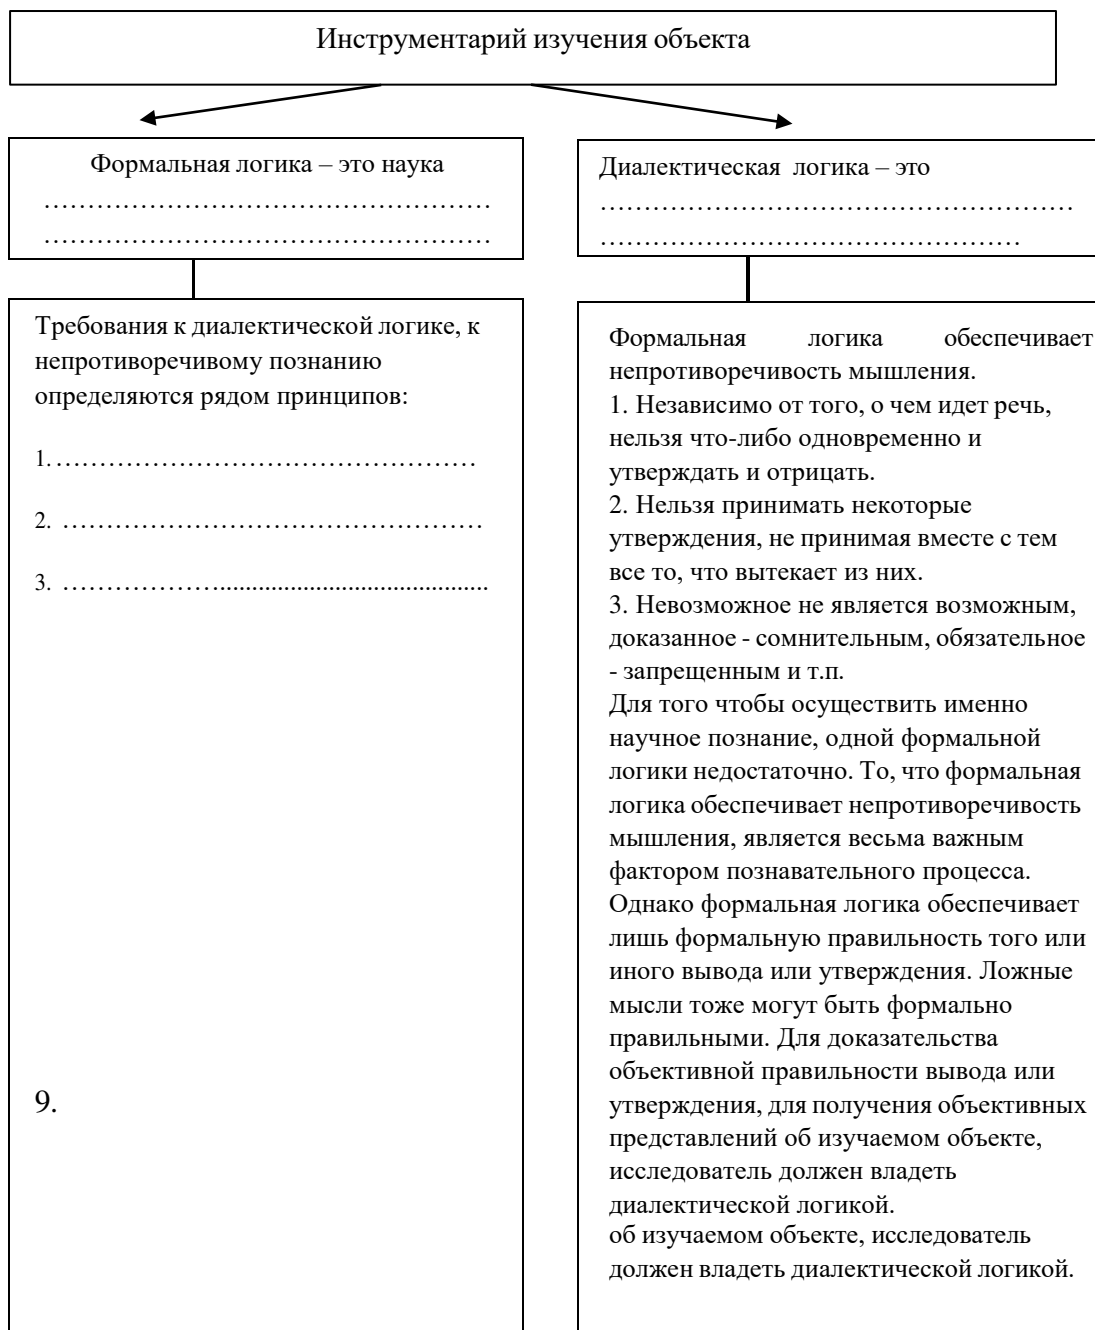 Инструментарий изучения объекта
Формальная логика – это наука
……………………………………………
……………………………………………
Диалектическая логика – это
………………………………………………
…………………………………………
Требования к диалектической логике, к
непротиворечивому познанию
определяются рядом принципов:
1. …………………………………………
2. …………………………………………
3. ………………............................................
9.
Формальная логика обеспечивает
непротиворечивость мышления.
1. Независимо от того, о чем идет речь,
нельзя что-либо одновременно и
утверждать и отрицать.
2. Нельзя принимать некоторые
утверждения, не принимая вместе с тем
все то, что вытекает из них.
3. Невозможное не является возможным,
доказанное - сомнительным, обязательное
- запрещенным и т.п.
Для того чтобы осуществить именно
научное познание, одной формальной
логики недостаточно. То, что формальная
логика обеспечивает непротиворечивость
мышления, является весьма важным
фактором познавательного процесса.
Однако формальная логика обеспечивает
лишь формальную правильность того или
иного вывода или утверждения. Ложные
мысли тоже могут быть формально
правильными. Для доказательства
объективной правильности вывода или
утверждения, для получения объективных
представлений об изучаемом объекте,
исследователь должен владеть
диалектической логикой.
об изучаемом объекте, исследователь
должен владеть диалектической логикой.